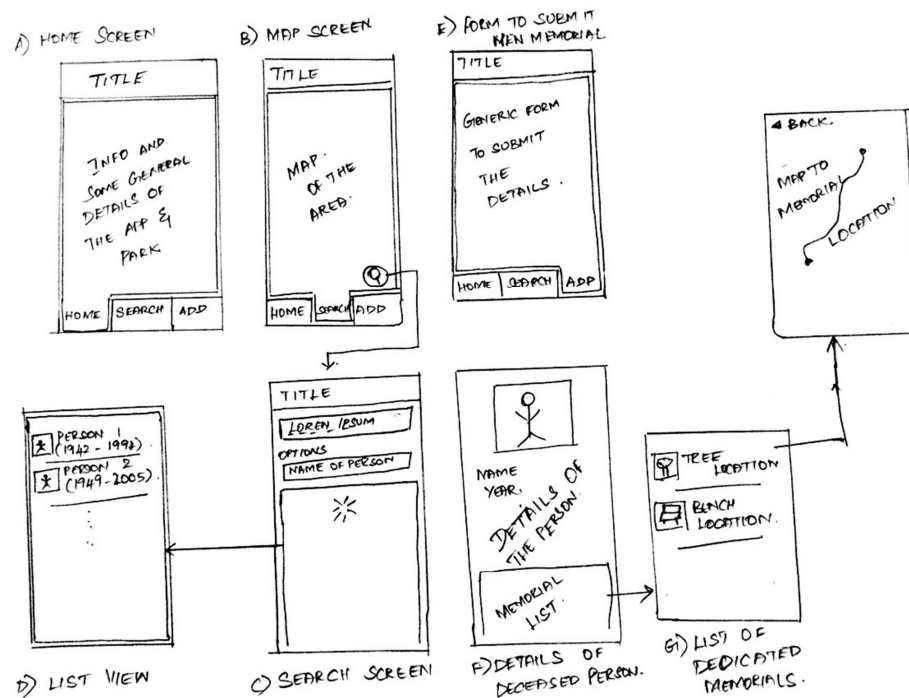 A) HOME SCREEN
TITLE
INFO AND
SOME GENERAL
DETAILS OF
THE APP &
PARK
HOME
SEARCH
ADD
B) MAP SCREEN
TITLE
MAP.
OF THE
AREA.
HOME
SEARCH
ADD
E) FORM TO SUBMIT
NEW MEMORIAL
TITLE
GENERIC FORM
TO SUBMIT
THE
DETAILS.
HOME
SEARCH
ADD
BACK
MAP TO
MEMORIAL
LOCATION
PERSON 1
(1942 - 1992)
PERSON 2
(1949-2005).
D) LIST VIEW
TITLE
LOREN IPSUM
OPTIONS
NAME OF PERSON
C) SEARCH SCREEN
NAME
YEAR.
DETAILS OF
THE PERSON.
MEMORIAL
LIST.
F) DETAILS OF
DECEASED PERSON.
TREE
LOCATION
BENCH
LOCATION.
G) LIST OF
DEDICATED
MEMORIALS.